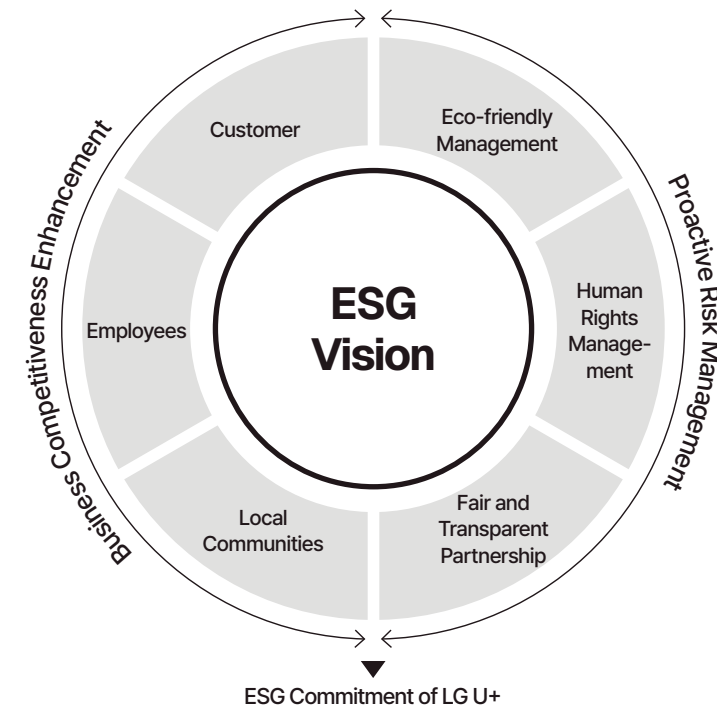 Business Competitiveness Enhancement
Proactive Risk Management
Customer
Eco-friendly
Management
Employees
ESG
Vision
Human
Rights
Manage-
ment
Local
Communities
Fair and
Transparent
Partnership
ESG Commitment of LG U+